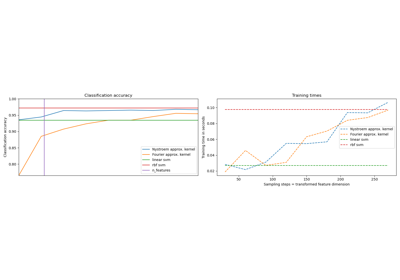 Classification accuracy
Classification accuracy
1.00
0.95
0.90
0.85
0.80
Nystroem approx. kernel
Fourier approx. kernel
linear svm
rbf svm
n_features
Training times
Training time in seconds
0.10
0.08
0.06
0.04
0.02
50
100
150
200
250
Sampling steps = transformed feature dimension
Nystroem approx. kernel
Fourier approx. kernel
linear svm
rbf svm